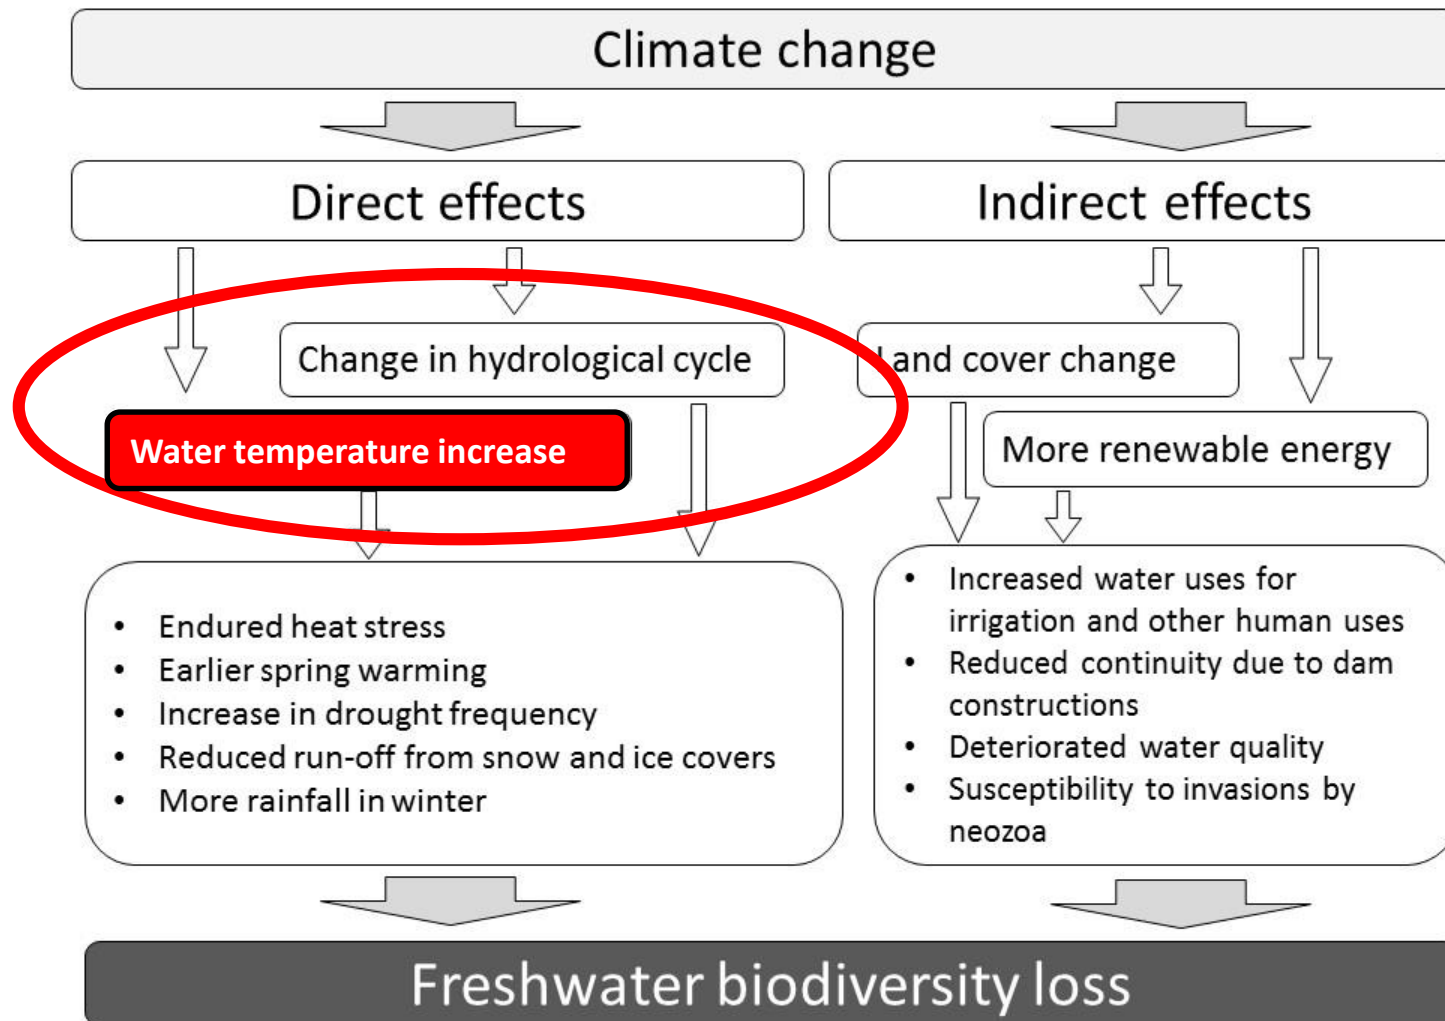 Climate change
Direct effects
Indirect effects
Change in hydrological cycle
Land cover change
Water temperature increase
More renewable energy
• Endured heat stress
• Earlier spring warming
• Increase in drought frequency
• Reduced run-off from snow and ice covers
• More rainfall in winter
• Increased water uses for
irrigation and other human uses
• Reduced continuity due to dam
constructions
• Deteriorated water quality
• Susceptibility to invasions by
neozoa
Freshwater biodiversity loss